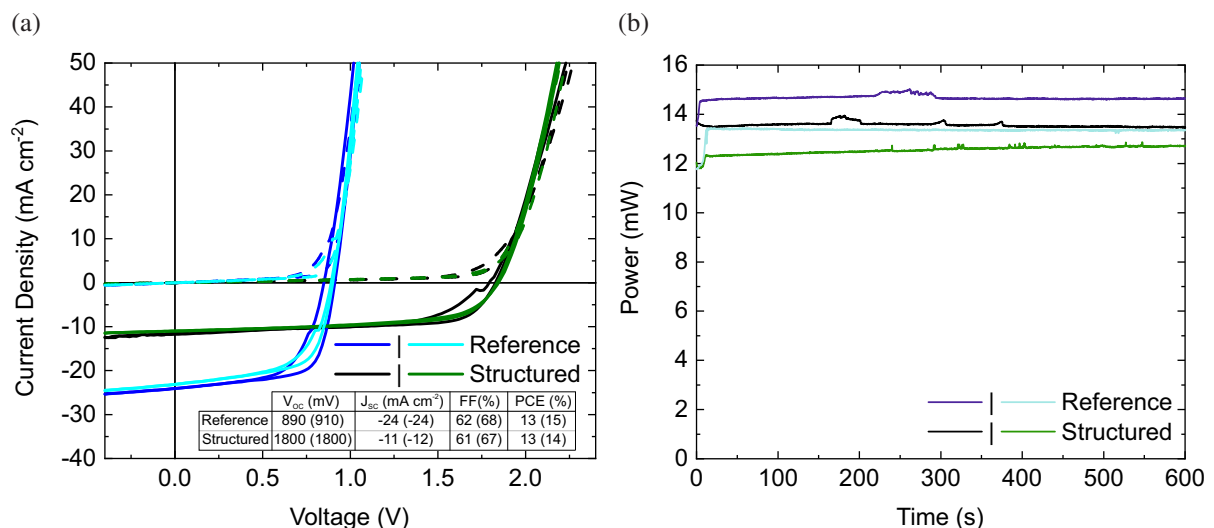 (a)
50
40
30
20
10
0
-10
-20
-30
-40
Current Density (mA cm⁻²)
0.0 0.5 1.0 1.5 2.0
Voltage (V)
| Reference
| Structured
V_OC (mV) J_SC (mA cm⁻²) FF(%) PCE (%)
Reference 890 (910) -24 (-24) 62 (68) 13 (15)
Structured 1800 (1800) -11 (-12) 61 (67) 13 (14)
(b)
16
14
12
10
8
6
4
2
0
Power (mW)
0 100 200 300 400 500 600
Time (s)
| Reference
| Structured